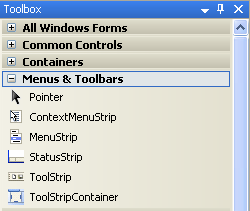 Toolbox
All Windows Forms
Common Controls
Containers
Menus & Toolbars
Pointer
ContextMenuStrip
MenuStrip
StatusStrip
ToolStrip
ToolStripContainer